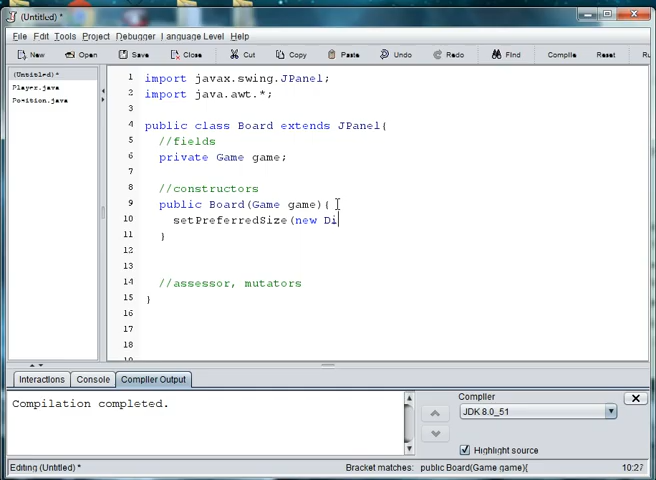 (Untitled) *
File Edit Tools Project Debugger Language Level Help
New Open Save Close Cut Copy Paste Undo Redo Find Compile Reset Ru
(Untitled) *
Player.java
Position.java
1 import javax.swing.JPanel;
2 import java.awt.*;
3
4 public class Board extends JPanel{
5 //fields
6 private Game game;
7
8 //constructors
9 public Board(Game game){
10 setPreferredSize(new Di
11 }
12
13
14 //assessor, mutators
15 }
16
17
18
Interactions Console Compiler Output
Compilation completed.
Compiler
JDK 8.0_51
Highlight source
Editing (Untitled) * Bracket matches: public Board(Game game){ 10:27